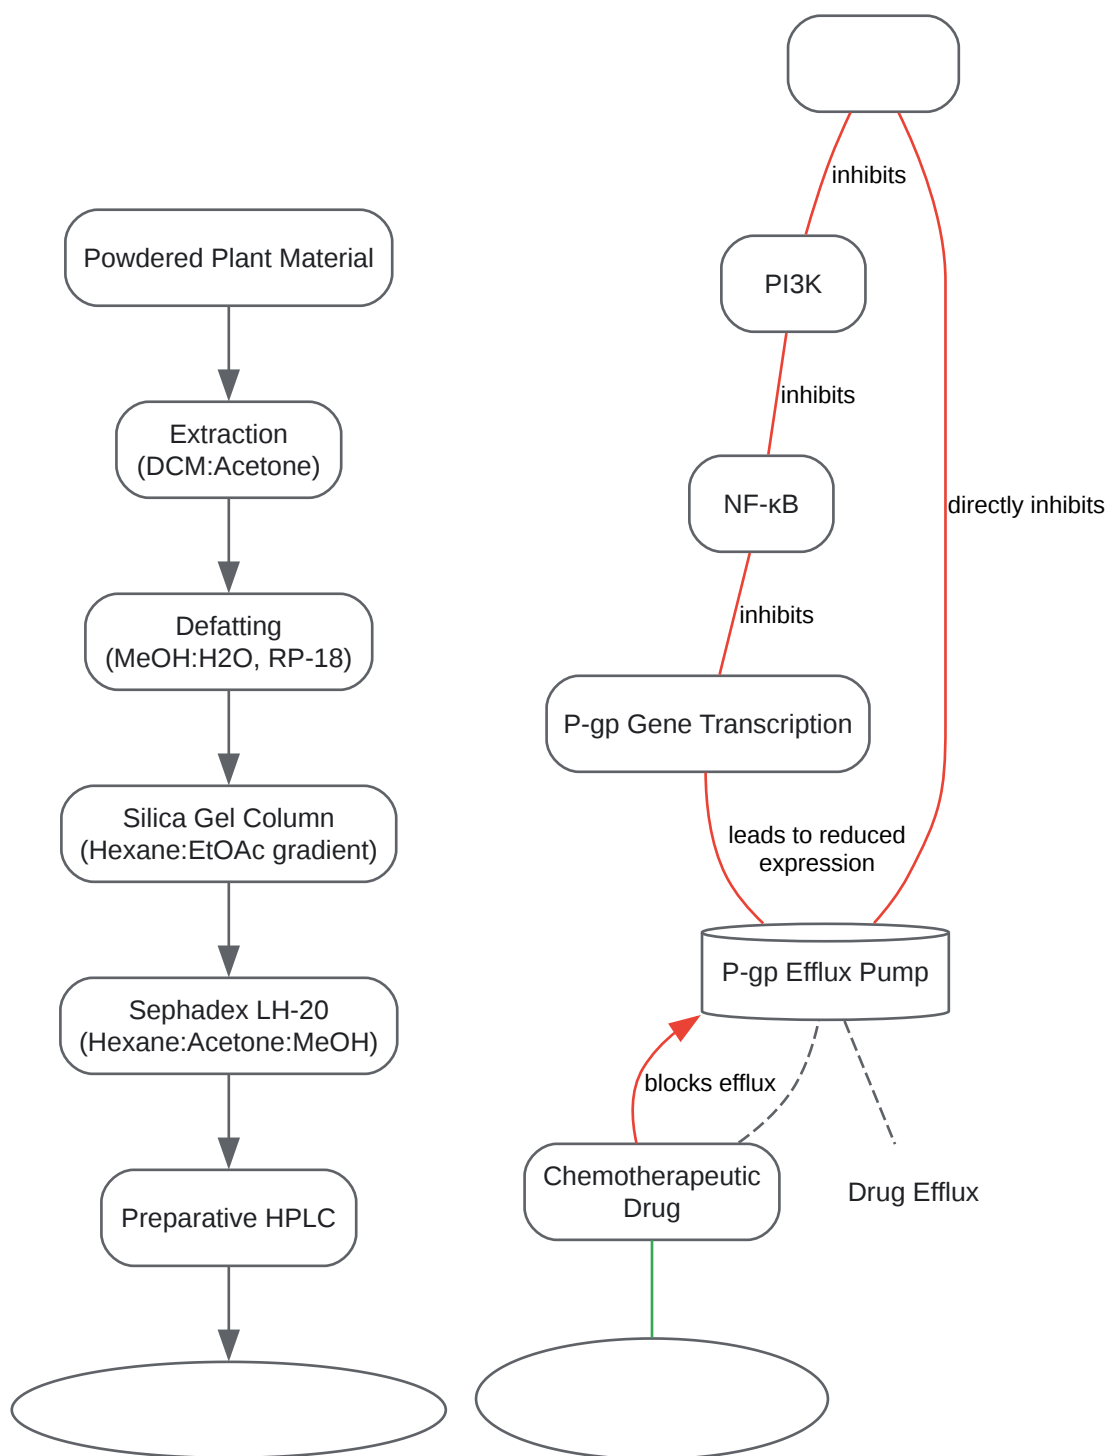 Powdered Plant Material
Extraction
(DCM:Acetone)
Defatting
(MeOH:H2O, RP-18)
Silica Gel Column
(Hexane:EtOAc gradient)
Sephadex LH-20
(Hexane:Acetone:MeOH)
Preparative HPLC
inhibits
PI3K
inhibits
NF-κB
directly inhibits
inhibits
P-gp Gene Transcription
leads to reduced
expression
P-gp Efflux Pump
blocks efflux
Chemotherapeutic
Drug
Drug Efflux